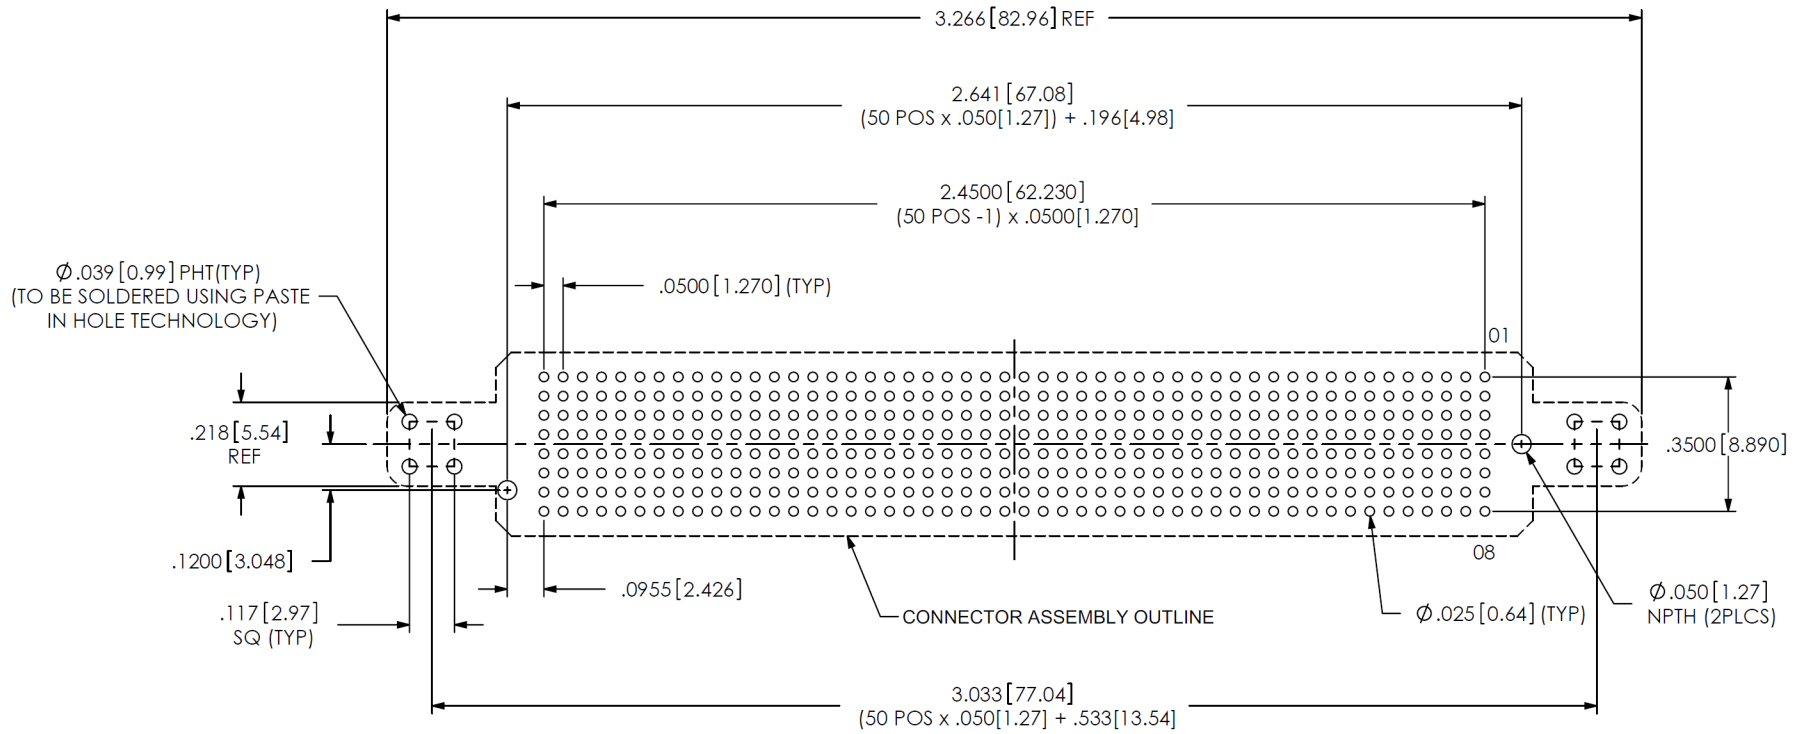 3.266[82.96] REF
2.641[67.08]
(50 POS x .050[1.27]) + .196[4.98]
2.4500[62.230]
(50 POS -1) x .0500[1.270]
Ø.039[0.99] PHT(TYP)
(TO BE SOLDERED USING PASTE
IN HOLE TECHNOLOGY)
.0500[1.270] (TYP)
01
.218[5.54]
REF
.3500[8.890]
.1200[3.048]
08
.0955[2.426]
.117[2.97]
SQ (TYP)
CONNECTOR ASSEMBLY OUTLINE
Ø.025[0.64] (TYP)
Ø.050[1.27]
NPTH (2PLCS)
3.033[77.04]
(50 POS x .050[1.27] + .533[13.54]